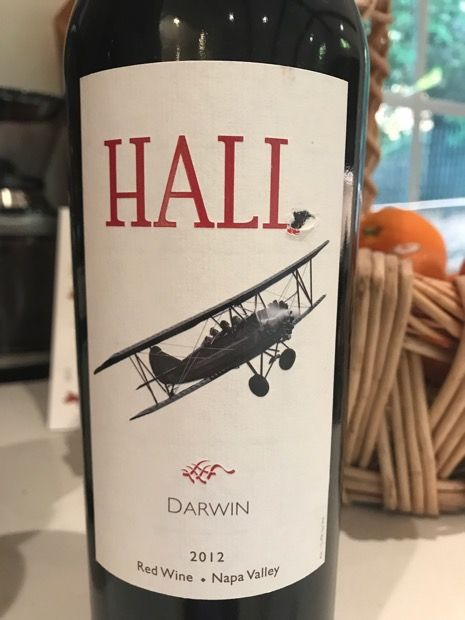 HALL
DARWIN
2012
Red Wine • Napa Valley